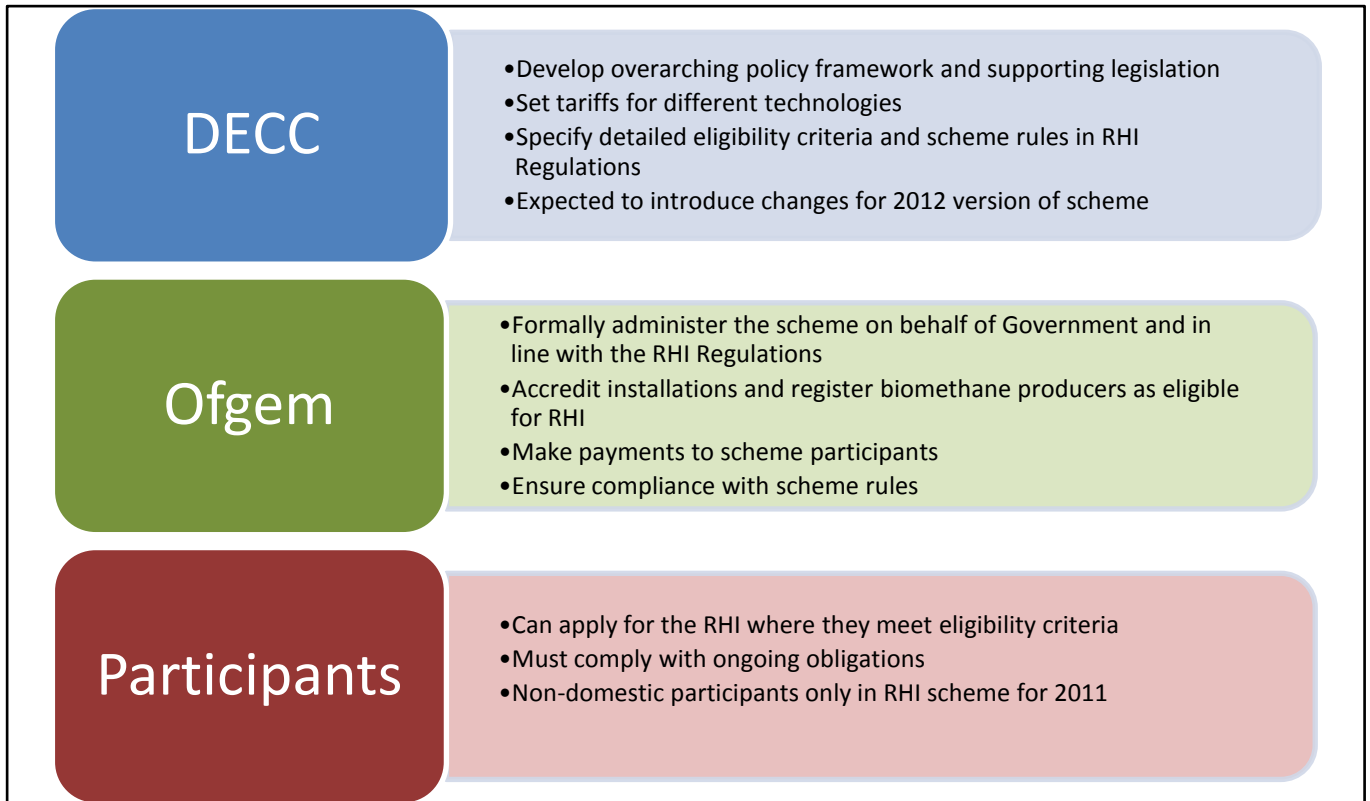 DECC
•Develop overarching policy framework and supporting legislation
•Set tariffs for different technologies
•Specify detailed eligibility criteria and scheme rules in RHI
Regulations
•Expected to introduce changes for 2012 version of scheme
Ofgem
•Formally administer the scheme on behalf of Government and in
line with the RHI Regulations
•Accredit installations and register biomethane producers as eligible
for RHI
•Make payments to scheme participants
•Ensure compliance with scheme rules
Participants
•Can apply for the RHI where they meet eligibility criteria
•Must comply with ongoing obligations
•Non-domestic participants only in RHI scheme for 2011